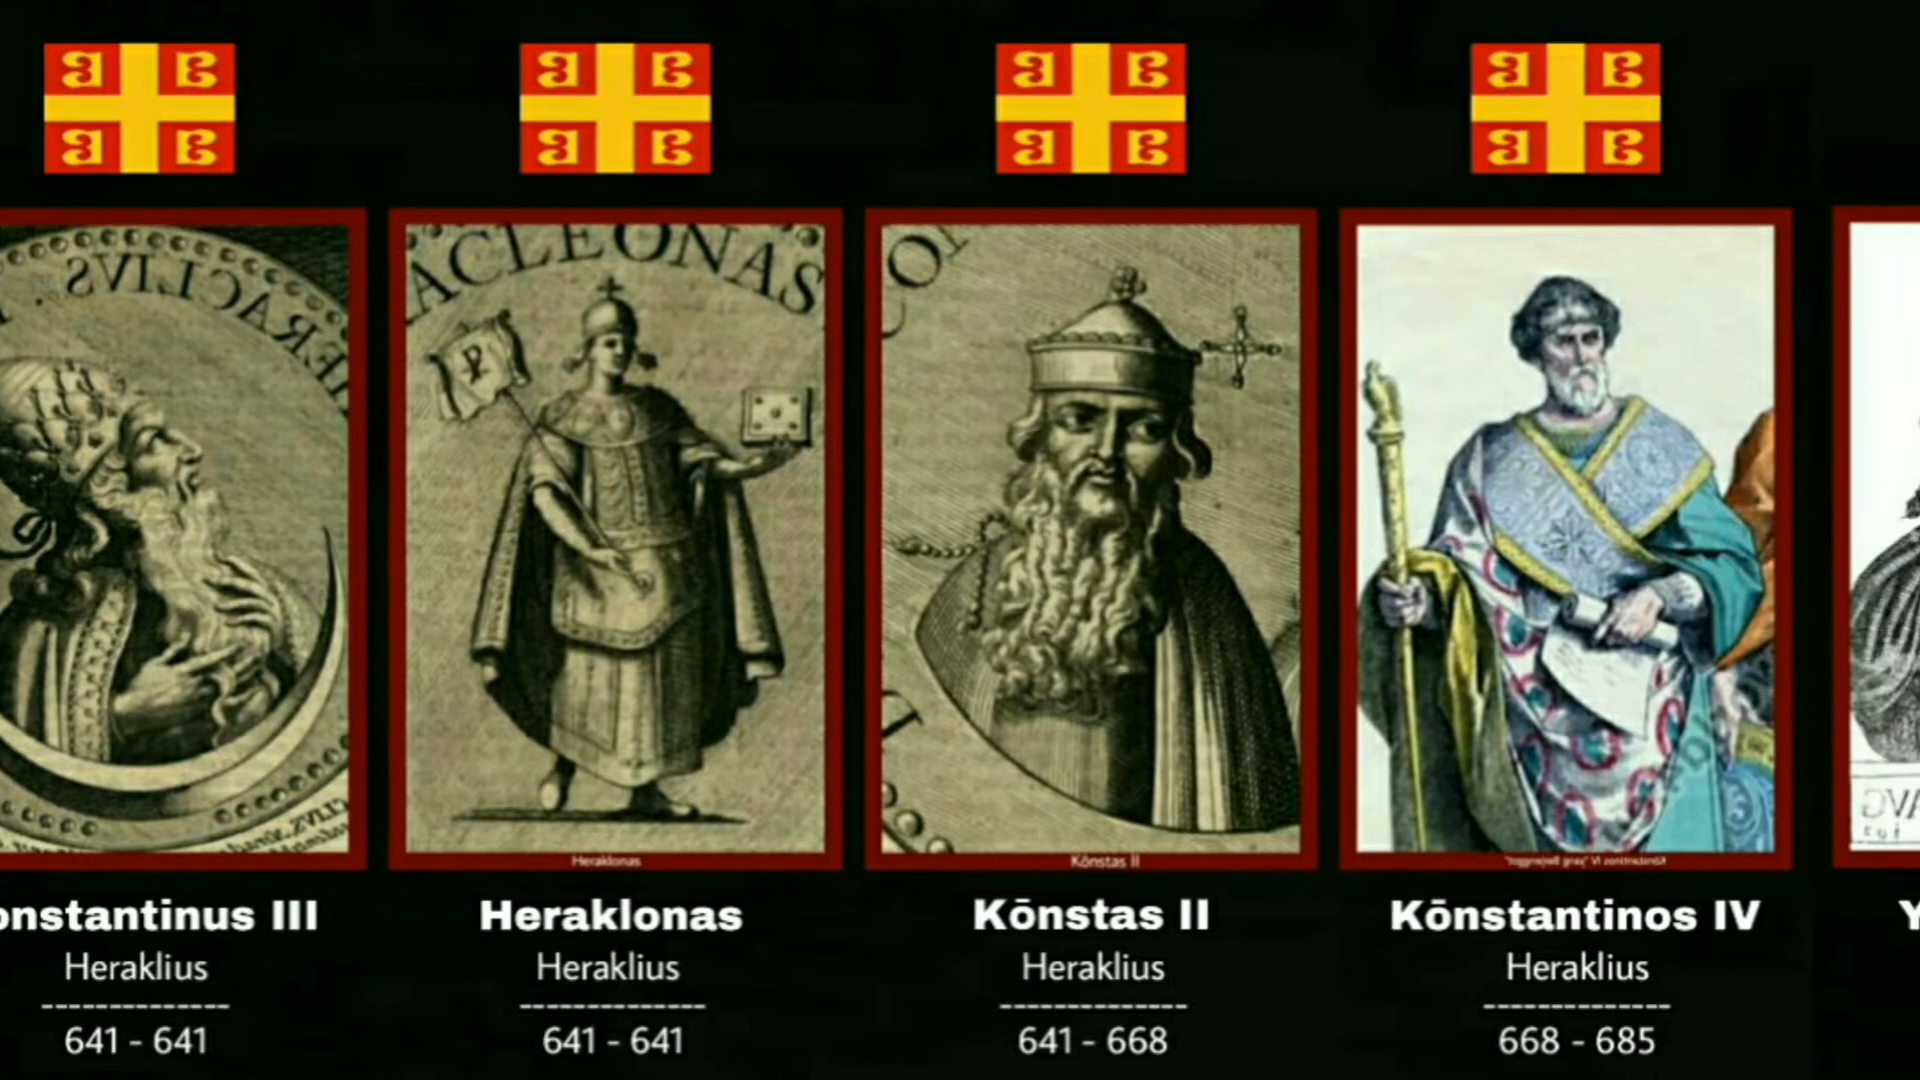 HERACLIVS
ACLEONAS
CON
Heraklonas
Kōnstas II
onstantinus III
Heraklonas
Kōnstas II
Kōnstantinos IV
Y
Heraklius
Heraklius
Heraklius
Heraklius
641 - 641
641 - 641
641 - 668
668 - 685